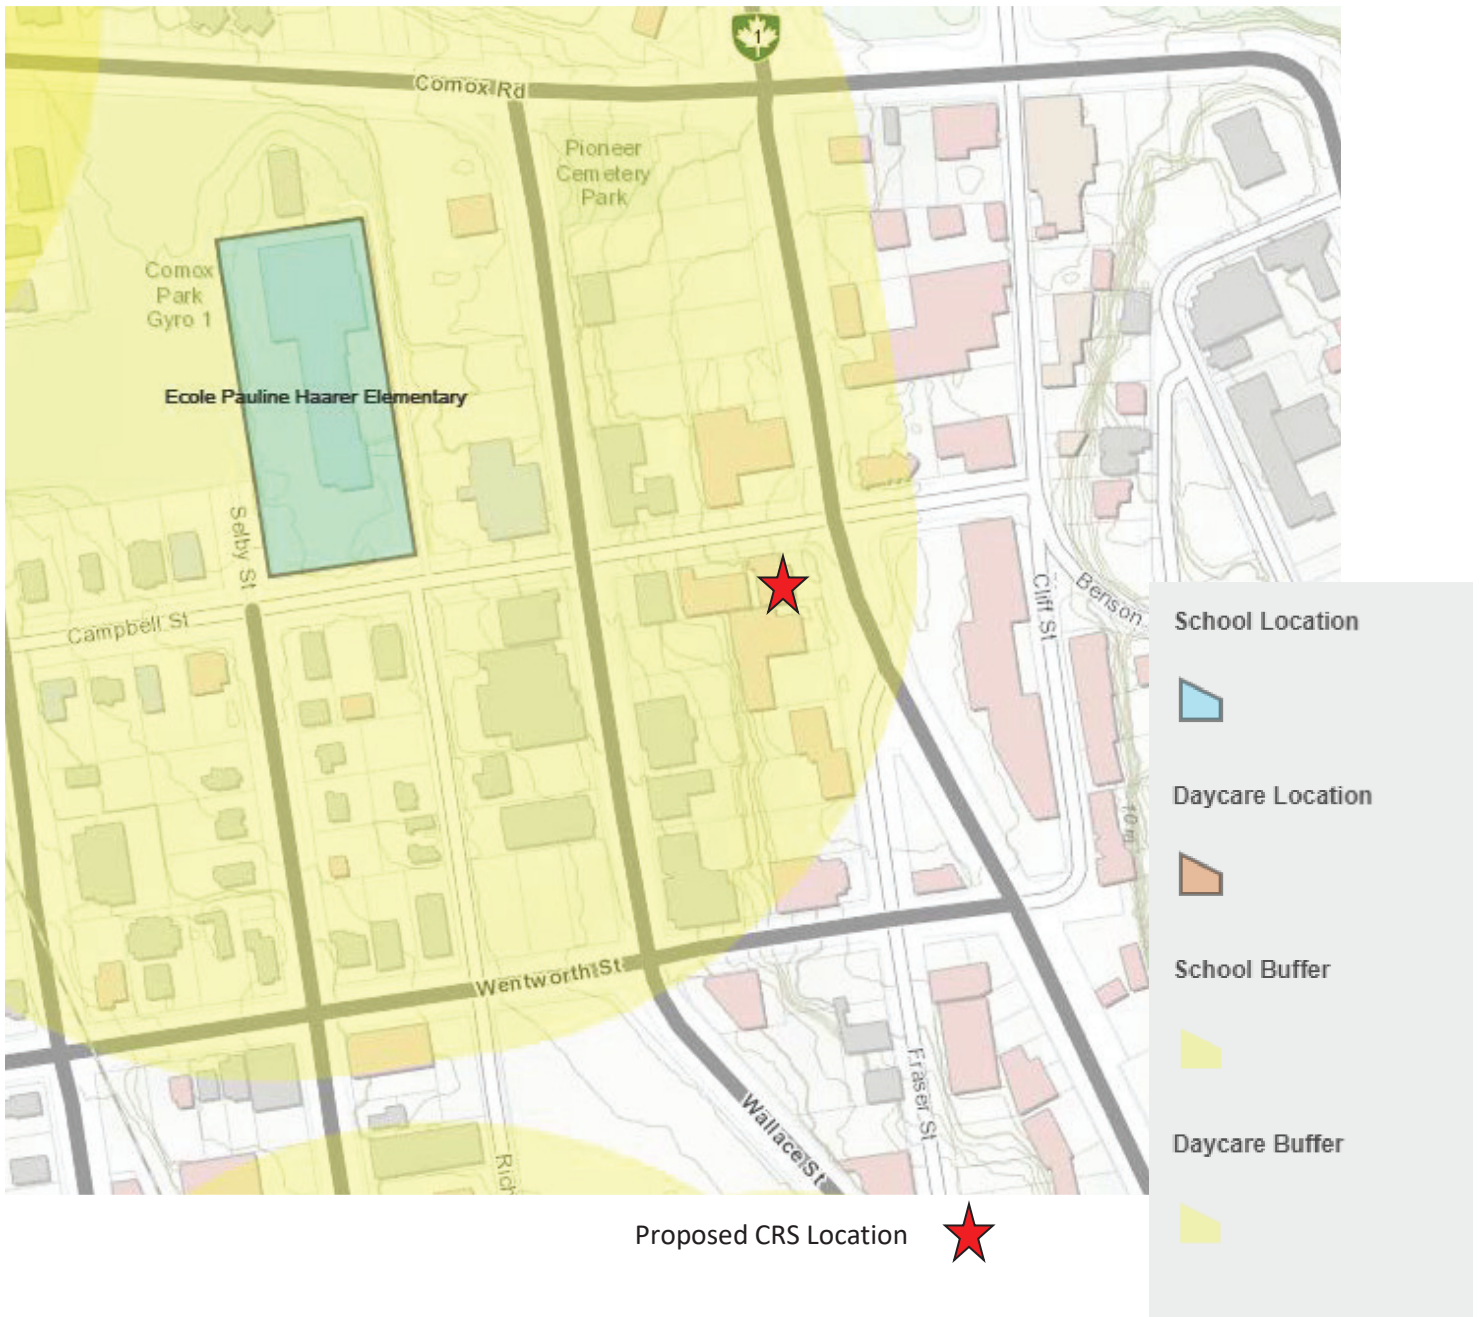 1
Comox Rd
Pioneer
Cemetery
Park
Comox
Park
Gyro 1
Ecole Pauline Haarer Elementary
Selby St
Campbell St
Cliff St
Benson
School Location
Daycare Location
10 m
School Buffer
Wentworth St
Fraser St
Wallace St
Daycare Buffer
Rich
Proposed CRS Location